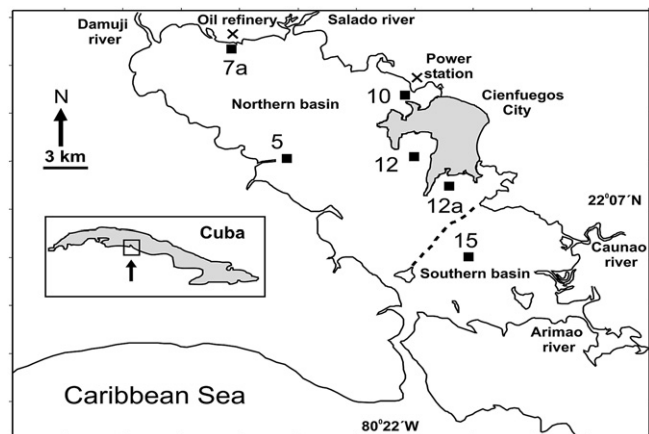 Damuji
river
Oil refinery
Salado river
7a
Power
station
10
Cienfuegos
City
N
3 km
Northern basin
5
12
12a
22°07´N
Cuba
15
Caunao
river
Southern basin
Arimao
river
Caribbean Sea
80°22´W